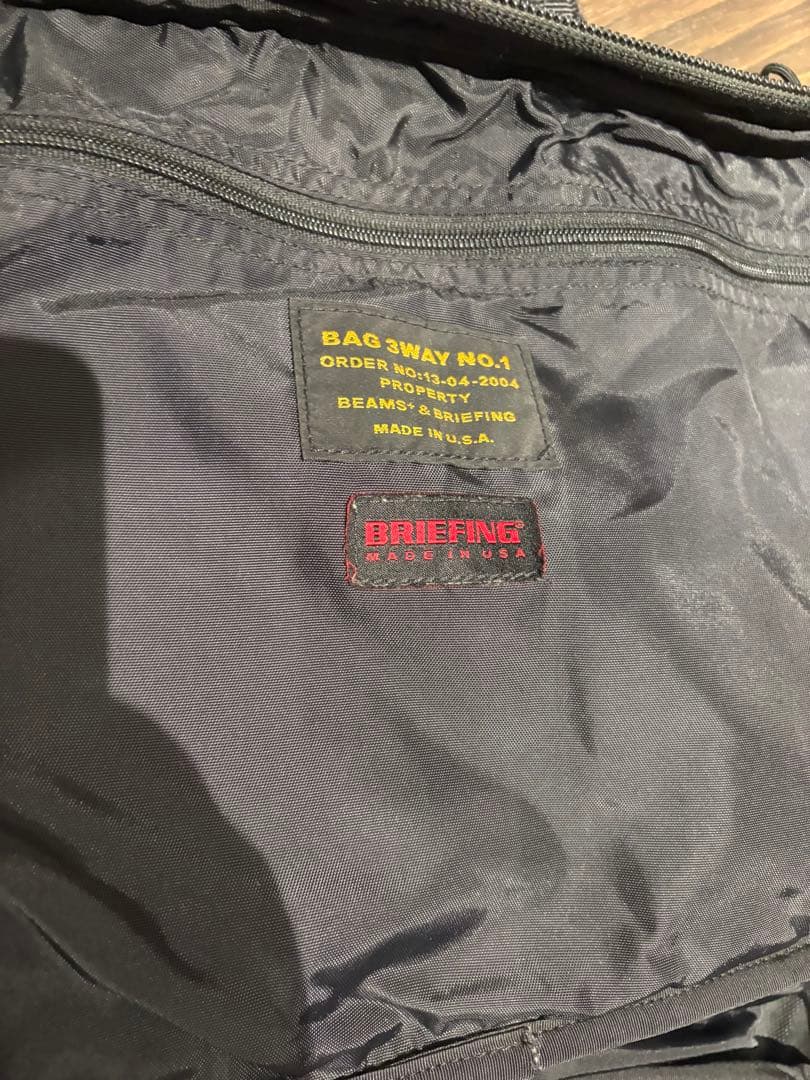 BAG 3WAY NO.1
ORDER NO:13-04-2004
PROPERTY
BEAMS+ & BRIEFING
MADE IN U.S.A.
BRIEFING®
MADE IN USA